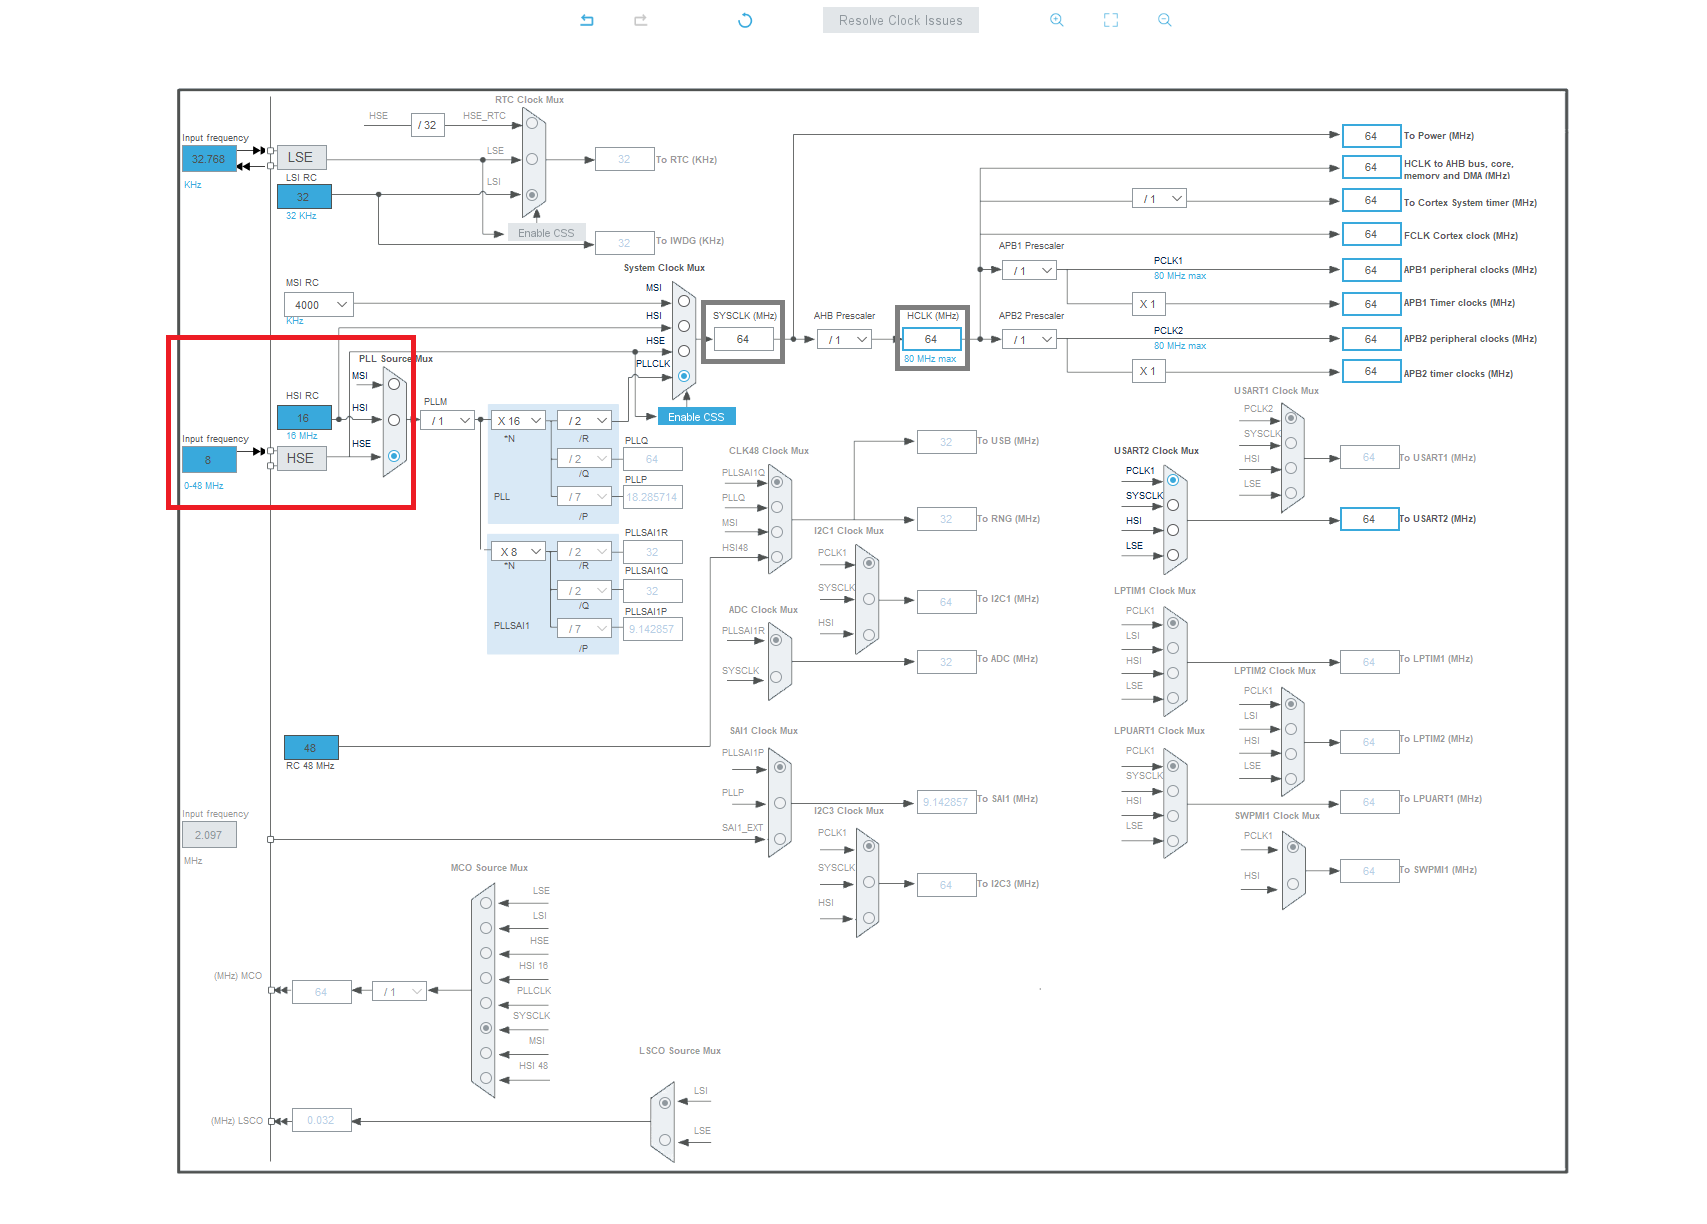 Resolve Clock Issues
RTC Clock Mux
HSE
/ 32
HSE_RTC
Input frequency
32.768
KHz
LSE
LSE
32
To RTC (KHz)
LSI RC
32
32 KHz
LSI
Enable CSS
32
To IWDG (KHz)
System Clock Mux
MSI RC
4000
KHz
MSI
HSI
HSE
PLLCLK
Enable CSS
SYSCLK (MHz)
64
AHB Prescaler
/ 1
HCLK (MHz)
64
80 MHz max
64
To Power (MHz)
64
HCLK to AHB bus, core,
memory and DMA (MHz)
/ 1
64
To Cortex System timer (MHz)
64
FCLK Cortex clock (MHz)
APB1 Prescaler
/ 1
PCLK1
80 MHz max
64
APB1 peripheral clocks (MHz)
X 1
64
APB1 Timer clocks (MHz)
APB2 Prescaler
/ 1
PCLK2
80 MHz max
64
APB2 peripheral clocks (MHz)
X 1
64
APB2 timer clocks (MHz)
PLL Source Mux
MSI
HSI RC
16
16 MHz
HSI
Input frequency
8
0-48 MHz
HSE
HSE
PLLM
/ 1
X 16
*N
/ 2
/R
PLLQ
/ 2
64
/Q
PLLP
PLL
/ 7
18.285714
/P
PLLSAI1R
X 8
*N
/ 2
32
/R
PLLSAI1Q
/ 2
32
/Q
PLLSAI1P
PLLSAI1
/ 7
9.142857
/P
CLK48 Clock Mux
PLLSAI1Q
PLLQ
MSI
HSI48
32
To USB (MHz)
32
To RNG (MHz)
I2C1 Clock Mux
PCLK1
SYSCLK
HSI
64
To I2C1 (MHz)
ADC Clock Mux
PLLSAI1R
SYSCLK
32
To ADC (MHz)
USART1 Clock Mux
PCLK2
SYSCLK
HSI
LSE
64
To USART1 (MHz)
USART2 Clock Mux
PCLK1
SYSCLK
HSI
LSE
64
To USART2 (MHz)
LPTIM1 Clock Mux
PCLK1
LSI
HSI
LSE
64
To LPTIM1 (MHz)
LPTIM2 Clock Mux
PCLK1
LSI
HSI
LSE
64
To LPTIM2 (MHz)
48
RC 48 MHz
SAI1 Clock Mux
PLLSAI1P
PLLP
SAI1_EXT
9.142857
To SAI1 (MHz)
LPUART1 Clock Mux
PCLK1
SYSCLK
HSI
LSE
64
To LPUART1 (MHz)
Input frequency
2.097
MHz
I2C3 Clock Mux
PCLK1
SYSCLK
HSI
64
To I2C3 (MHz)
SWPMI1 Clock Mux
PCLK1
HSI
64
To SWPMI1 (MHz)
MCO Source Mux
LSE
LSI
HSE
HSI 16
PLLCLK
SYSCLK
MSI
HSI 48
(MHz) MCO
64
/ 1
LSCO Source Mux
LSI
LSE
(MHz) LSCO
0.032